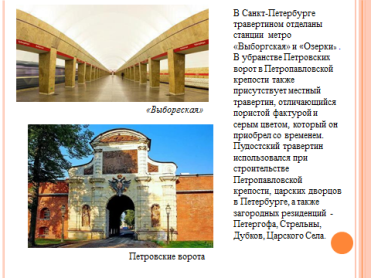 В Санкт-Петербурге
травертином отделаны
станции метро
«Выборгская» и «Озерки» .
В убранстве Петровских
ворот в Петропавловской
крепости также
присутствует местный
травертин, отличающийся
пористой фактурой и
серым цветом, который он
приобрел со временем.
Пудостский травертин
использовался при
строительстве
Петропавловской
крепости, царских дворцов
в Петербурге, а также
загородных резиденций -
Петергофа, Стрельны,
Дубков, Царского Села.
«Выборгская»
Петровские ворота